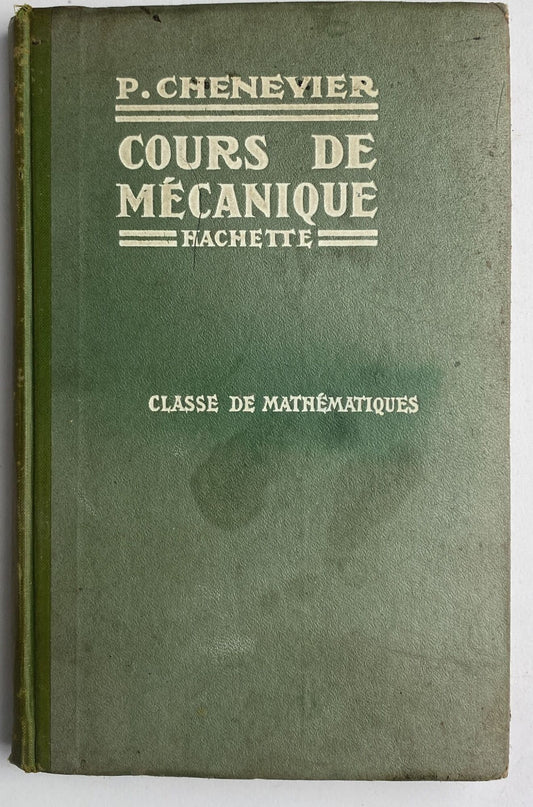 P. CHENEVIER
COURS DE
MÉCANIQUE
HACHETTE
CLASSE DE MATHÉMATIQUES